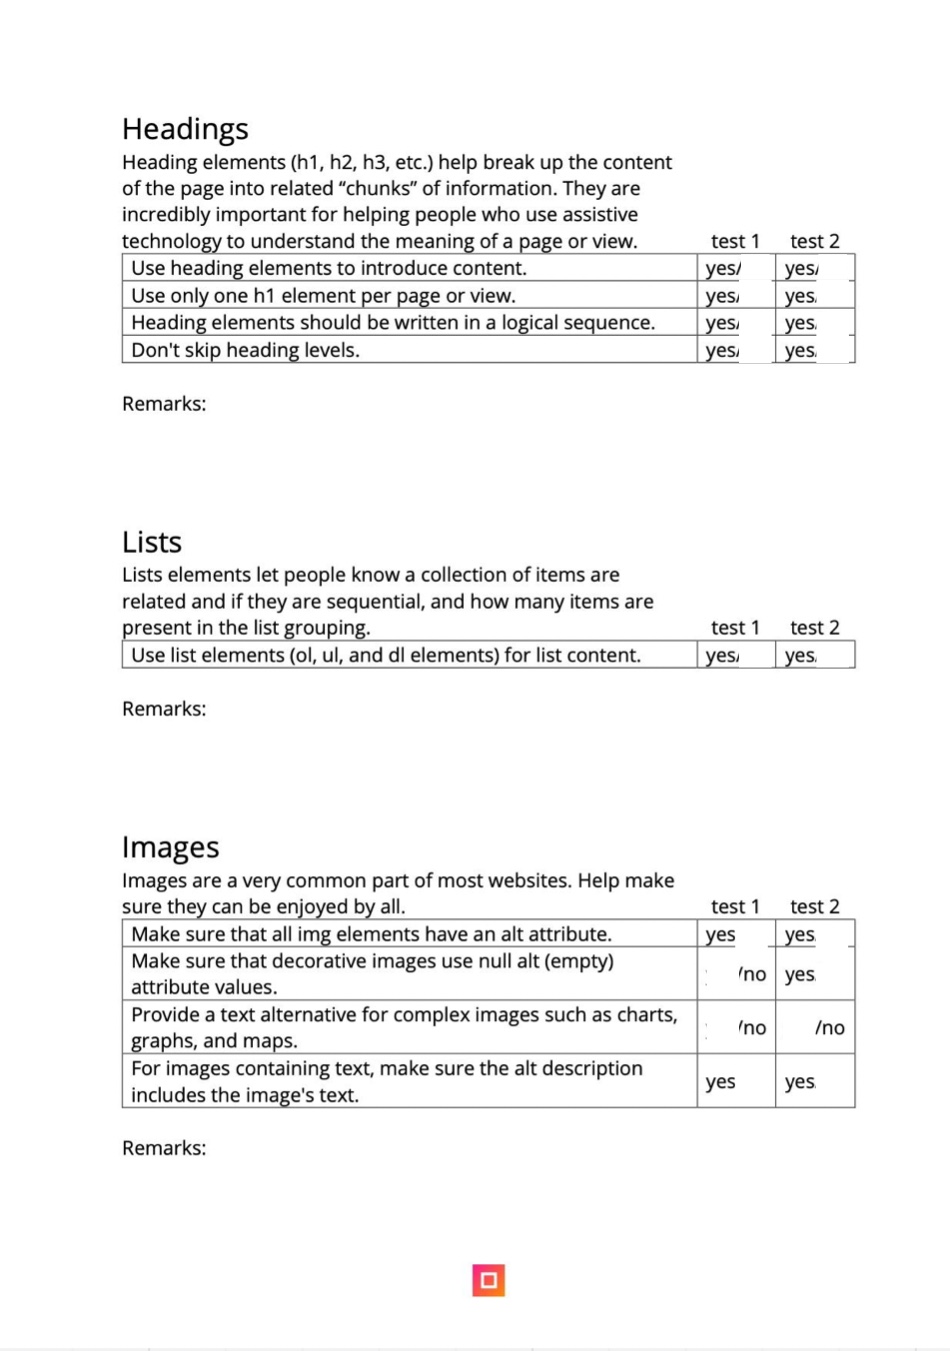 Headings
Heading elements (h1, h2, h3, etc.) help break up the content
of the page into related “chunks” of information. They are
incredibly important for helping people who use assistive
technology to understand the meaning of a page or view. test 1 test 2
Use heading elements to introduce content. yes/ yes/
Use only one h1 element per page or view. yes/ yes
Heading elements should be written in a logical sequence. yes/ yes
Don't skip heading levels. yes/ yes
Remarks:
Lists
Lists elements let people know a collection of items are
related and if they are sequential, and how many items are
present in the list grouping. test 1 test 2
Use list elements (ol, ul, and dl elements) for list content. yes/ yes
Remarks:
Images
Images are a very common part of most websites. Help make
sure they can be enjoyed by all. test 1 test 2
Make sure that all img elements have an alt attribute. yes yes
Make sure that decorative images use null alt (empty)
attribute values. /no yes
Provide a text alternative for complex images such as charts,
graphs, and maps. /no /no
For images containing text, make sure the alt description
includes the image's text. yes yes
Remarks: